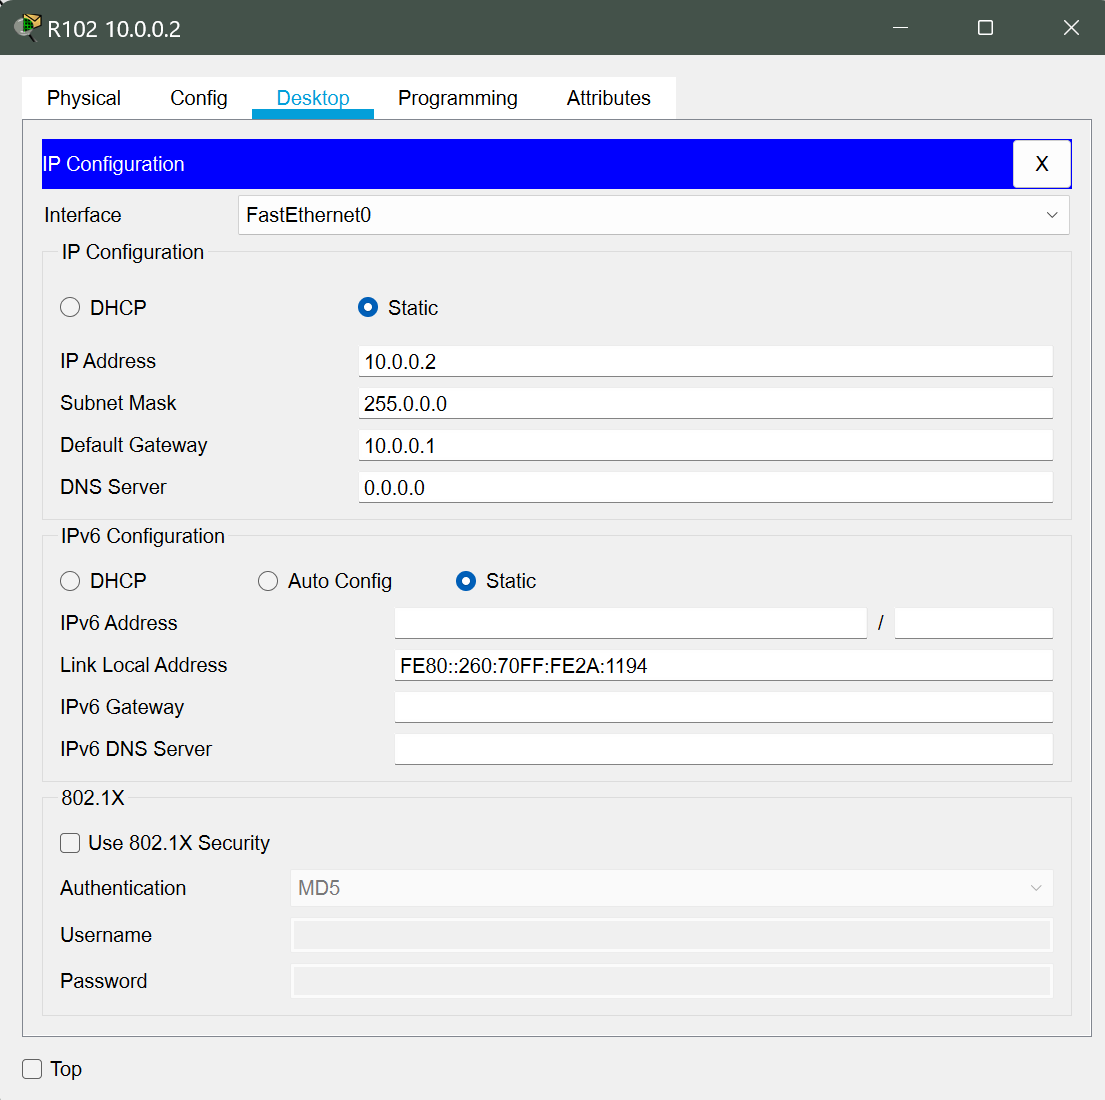 R102 10.0.0.2
Physical Config Desktop Programming Attributes
IP Configuration X
Interface FastEthernet0
IP Configuration
DHCP Static
IP Address 10.0.0.2
Subnet Mask 255.0.0.0
Default Gateway 10.0.0.1
DNS Server 0.0.0.0
IPv6 Configuration
DHCP Auto Config Static
IPv6 Address /
Link Local Address FE80::260:70FF:FE2A:1194
IPv6 Gateway
IPv6 DNS Server
802.1X
Use 802.1X Security
Authentication MD5
Username
Password
Top